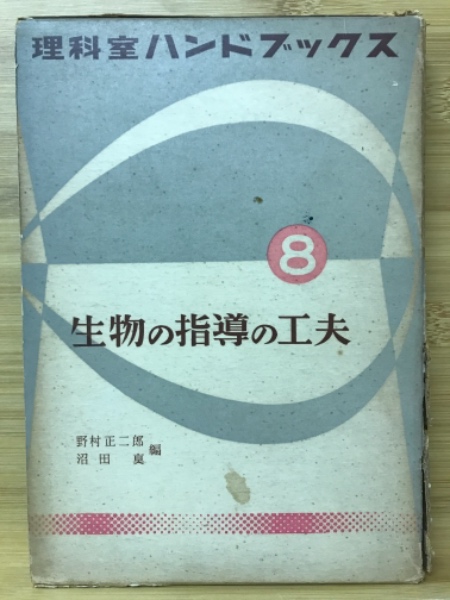 理科室ハンドブックス
8
生物の指導の工夫
野村正二郎
沼田真 編